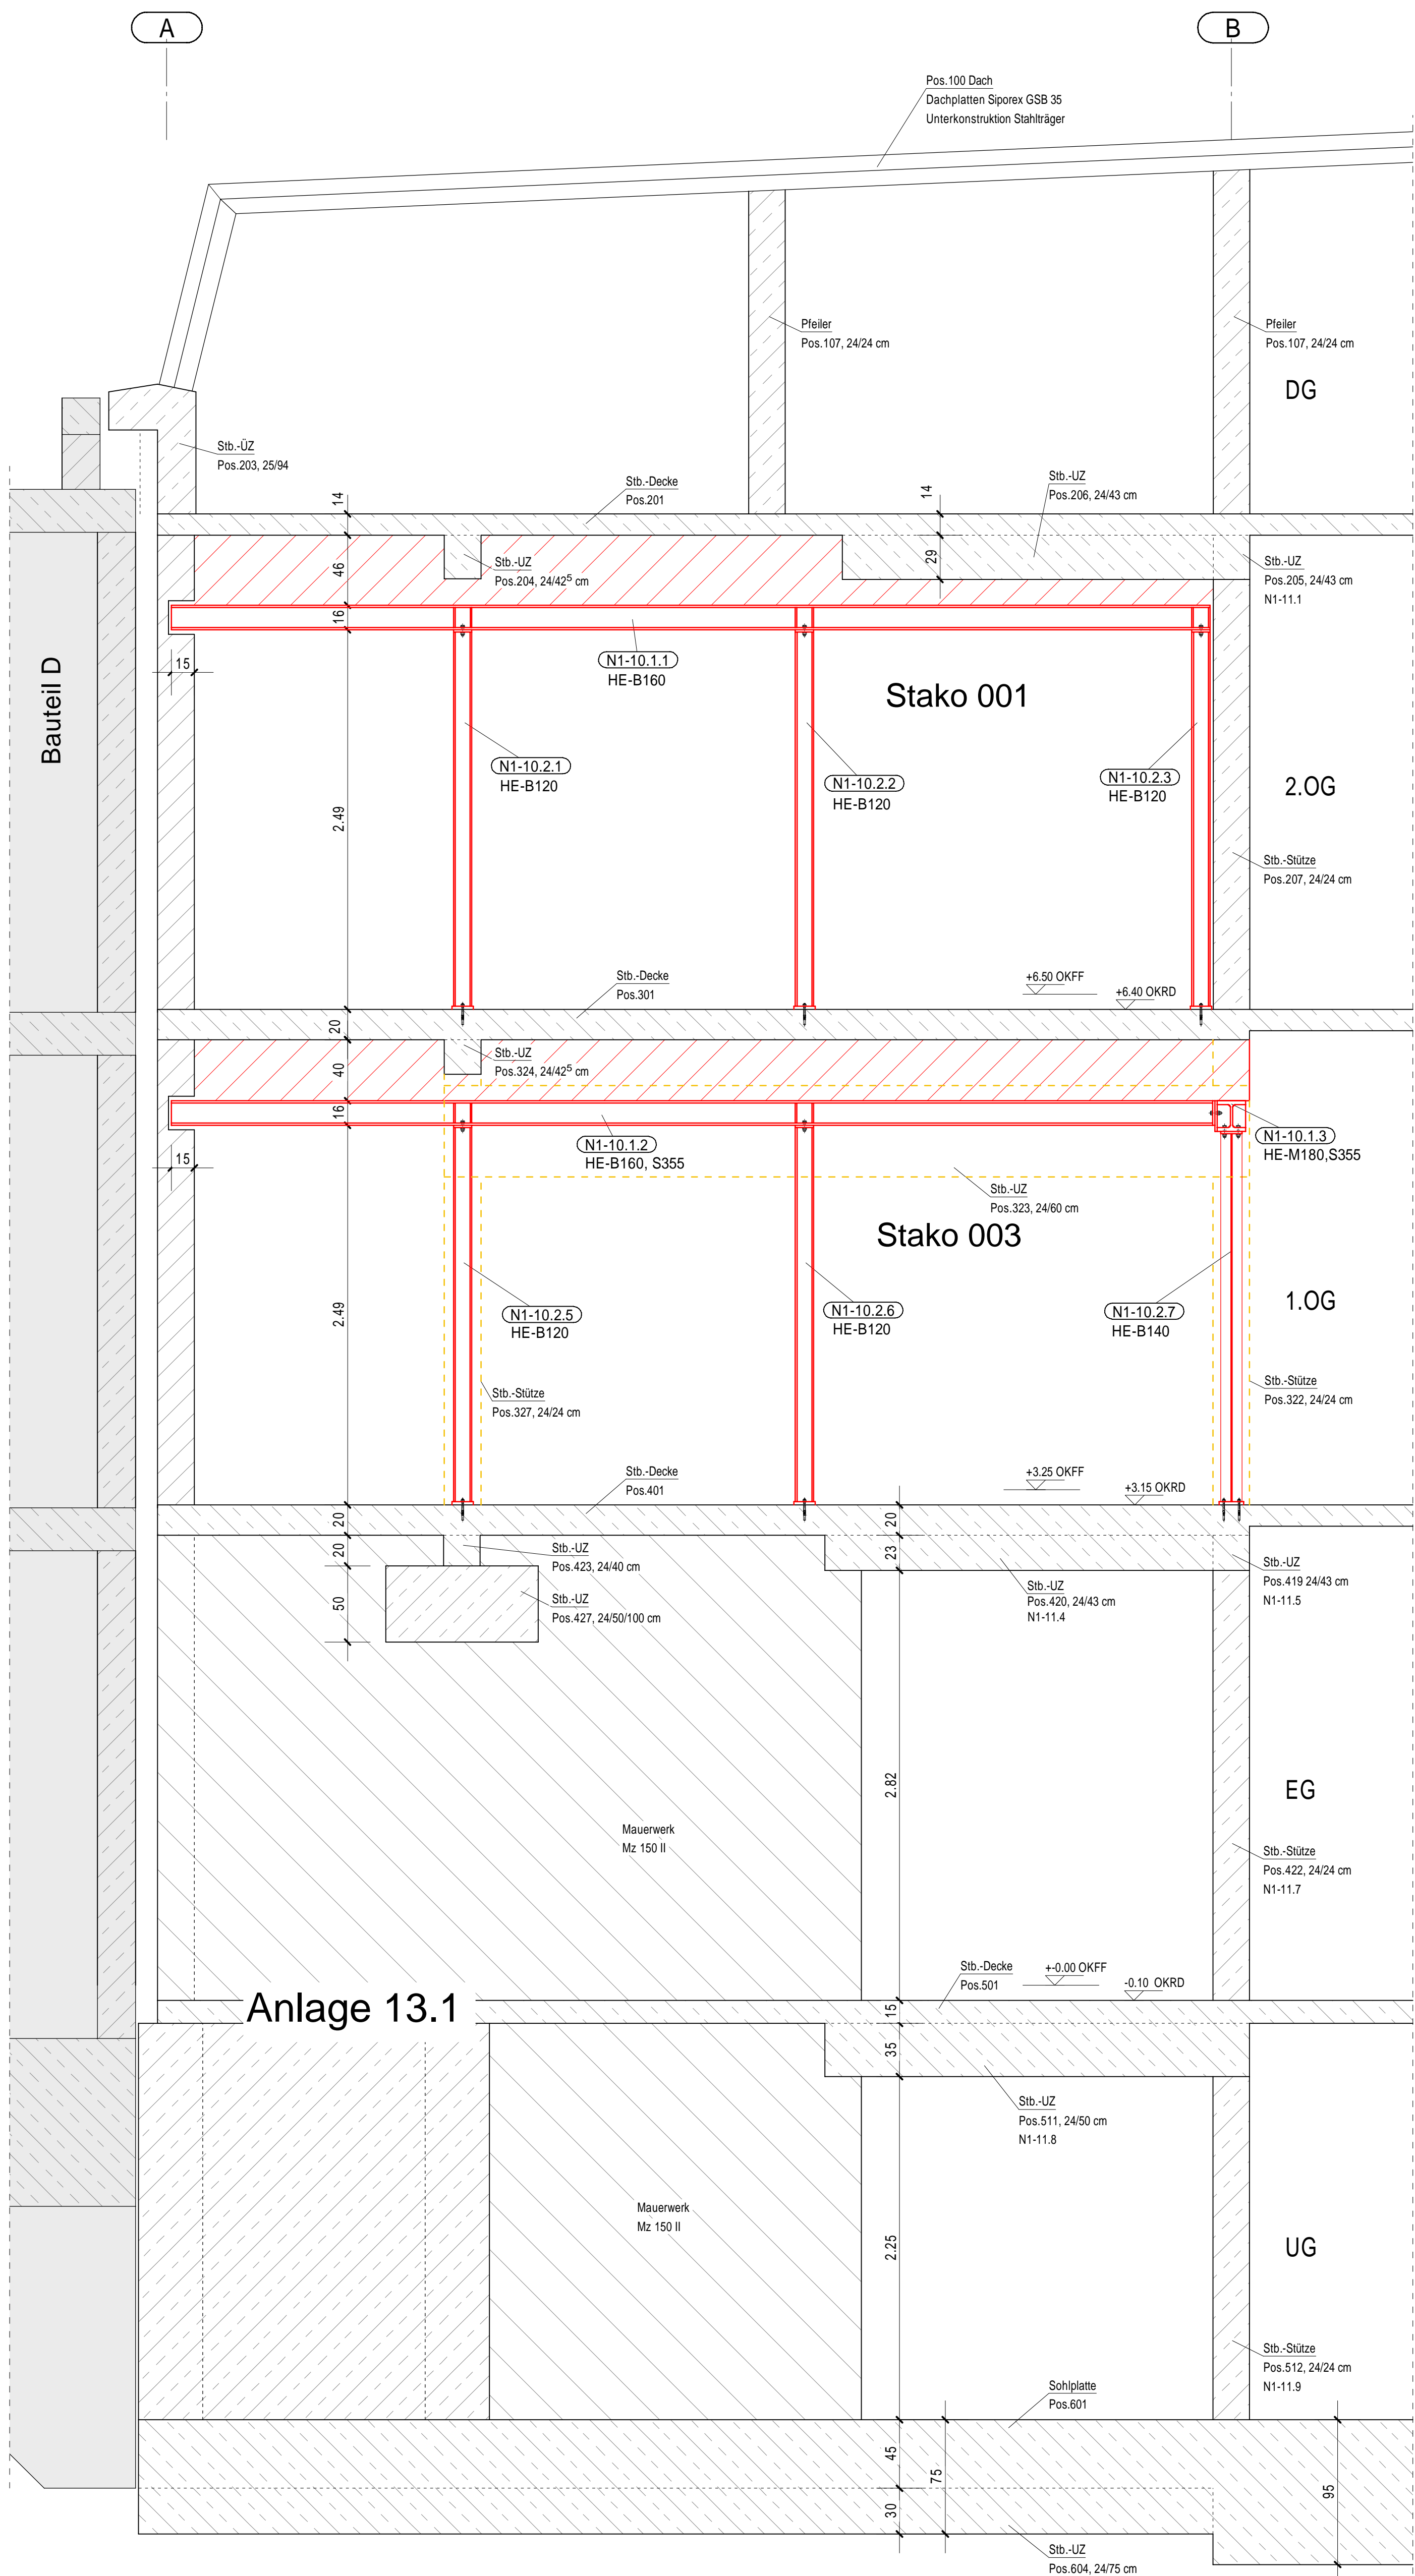 A
B
Pos.100 Dach
Dachplatten Siporex GSB 35
Unterkonstruktion Stahlträger
Pfeiler
Pos.107, 24/24 cm
Pfeiler
Pos.107, 24/24 cm
DG
Stb.-ÜZ
Pos.203, 25/94
14
Stb.-Decke
Pos.201
14
Stb.-UZ
Pos.206, 24/43 cm
46
Stb.-UZ
Pos.204, 24/42⁵ cm
29
Stb.-UZ
Pos.205, 24/43 cm
N1-11.1
16
15
N1-10.1.1
HE-B160
Stako 001
Bauteil D
N1-10.2.1
HE-B120
N1-10.2.2
HE-B120
N1-10.2.3
HE-B120
2.OG
2.49
Stb.-Stütze
Pos.207, 24/24 cm
Stb.-Decke
Pos.301
+6.50 OKFF
+6.40 OKRD
20
Stb.-UZ
Pos.324, 24/42⁵ cm
40
16
N1-10.1.2
HE-B160, S355
N1-10.1.3
HE-M180,S355
15
Stb.-UZ
Pos.323, 24/60 cm
Stako 003
2.49
N1-10.2.5
HE-B120
N1-10.2.6
HE-B120
N1-10.2.7
HE-B140
1.OG
Stb.-Stütze
Pos.327, 24/24 cm
Stb.-Stütze
Pos.322, 24/24 cm
Stb.-Decke
Pos.401
+3.25 OKFF
+3.15 OKRD
20
20
20
Stb.-UZ
Pos.423, 24/40 cm
23
Stb.-UZ
Pos.419 24/43 cm
N1-11.5
50
Stb.-UZ
Pos.427, 24/50/100 cm
Stb.-UZ
Pos.420, 24/43 cm
N1-11.4
2.82
EG
Mauerwerk
Mz 150 II
Stb.-Stütze
Pos.422, 24/24 cm
N1-11.7
Stb.-Decke
Pos.501
+-0.00 OKFF
-0.10 OKRD
Anlage 13.1
15
35
Stb.-UZ
Pos.511, 24/50 cm
N1-11.8
Mauerwerk
Mz 150 II
2.25
UG
Stb.-Stütze
Pos.512, 24/24 cm
N1-11.9
Sohlplatte
Pos.601
45
75
95
30
Stb.-UZ
Pos.604, 24/75 cm